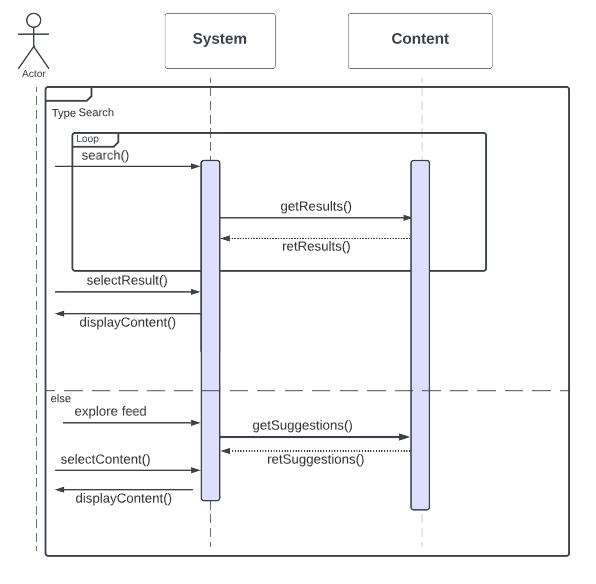 System
Content
Actor
Type Search
Loop
search()
getResults()
retResults()
selectResult()
displayContent()
else
explore feed
getSuggestions()
selectContent()
retSuggestions()
displayContent()